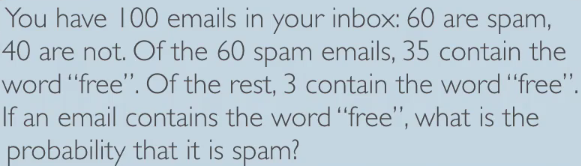 You have 100 emails in your inbox: 60 are spam,
40 are not. Of the 60 spam emails, 35 contain the
word “free”. Of the rest, 3 contain the word “free”.
If an email contains the word “free”, what is the
probability that it is spam?